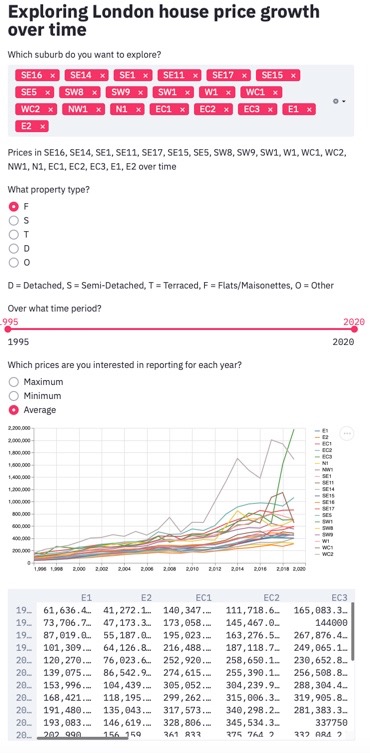 Exploring London house price growth
over time
Which suburb do you want to explore?
SE16 × SE14 × SE1 × SE11 × SE17 × SE15 ×
SE5 × SW8 × SW9 × SW1 × W1 × WC1 ×
WC2 × NW1 × N1 × EC1 × EC2 × EC3 × E1 ×
E2 ×
Prices in SE16, SE14, SE1, SE11, SE17, SE15, SE5, SW8, SW9, SW1, W1, WC1, WC2,
NW1, N1, EC1, EC2, EC3, E1, E2 over time
What property type?
F
S
T
D
O
D = Detached, S = Semi-Detached, T = Terraced, F = Flats/Maisonettes, O = Other
Over what time period?
995 2020
1995 2020
Which prices are you interested in reporting for each year?
Maximum
Minimum
Average
2,200,000
2,000,000
1,800,000
1,600,000
1,400,000
1,200,000
1,000,000
800,000
600,000
400,000
200,000
0
1,996 1,998 2,000 2,002 2,004 2,006 2,008 2,010 2,012 2,014 2,016 2,018 2,020
E1
E2
EC1
EC2
EC3
N1
NW1
SE1
SE11
SE14
SE15
SE16
SE17
SE5
SW1
SW8
SW9
W1
WC1
WC2
E1 E2 EC1 EC2 EC3
19… 61,636.4… 41,272.1… 140,347.… 111,718.6… 165,083.3…
19… 73,706.7… 47,173.3… 173,058.… 145,467.0… 144000
19… 87,019.0… 55,187.0… 195,023.… 163,276.5… 267,876.4…
19… 101,309.… 64,126.8… 216,488.… 187,118.7… 249,065.1…
20… 120,270.… 76,023.6… 252,920.… 258,650.1… 230,652.8…
20… 139,075.… 86,542.9… 274,615.… 255,390.1… 256,508.8…
20… 153,996.… 104,439.… 305,052.… 304,239.9… 288,304.4…
20… 168,421.… 118,195.… 299,262.… 315,006.3… 319,905.8…
20… 191,480.… 135,043.… 317,573.… 340,298.2… 281,383.3…
20… 193,083.… 146,619.… 328,806.… 345,534.3… 337750
20… 202,990.… 156,159.… 361,833.… 375,764.2… 332,084.2…